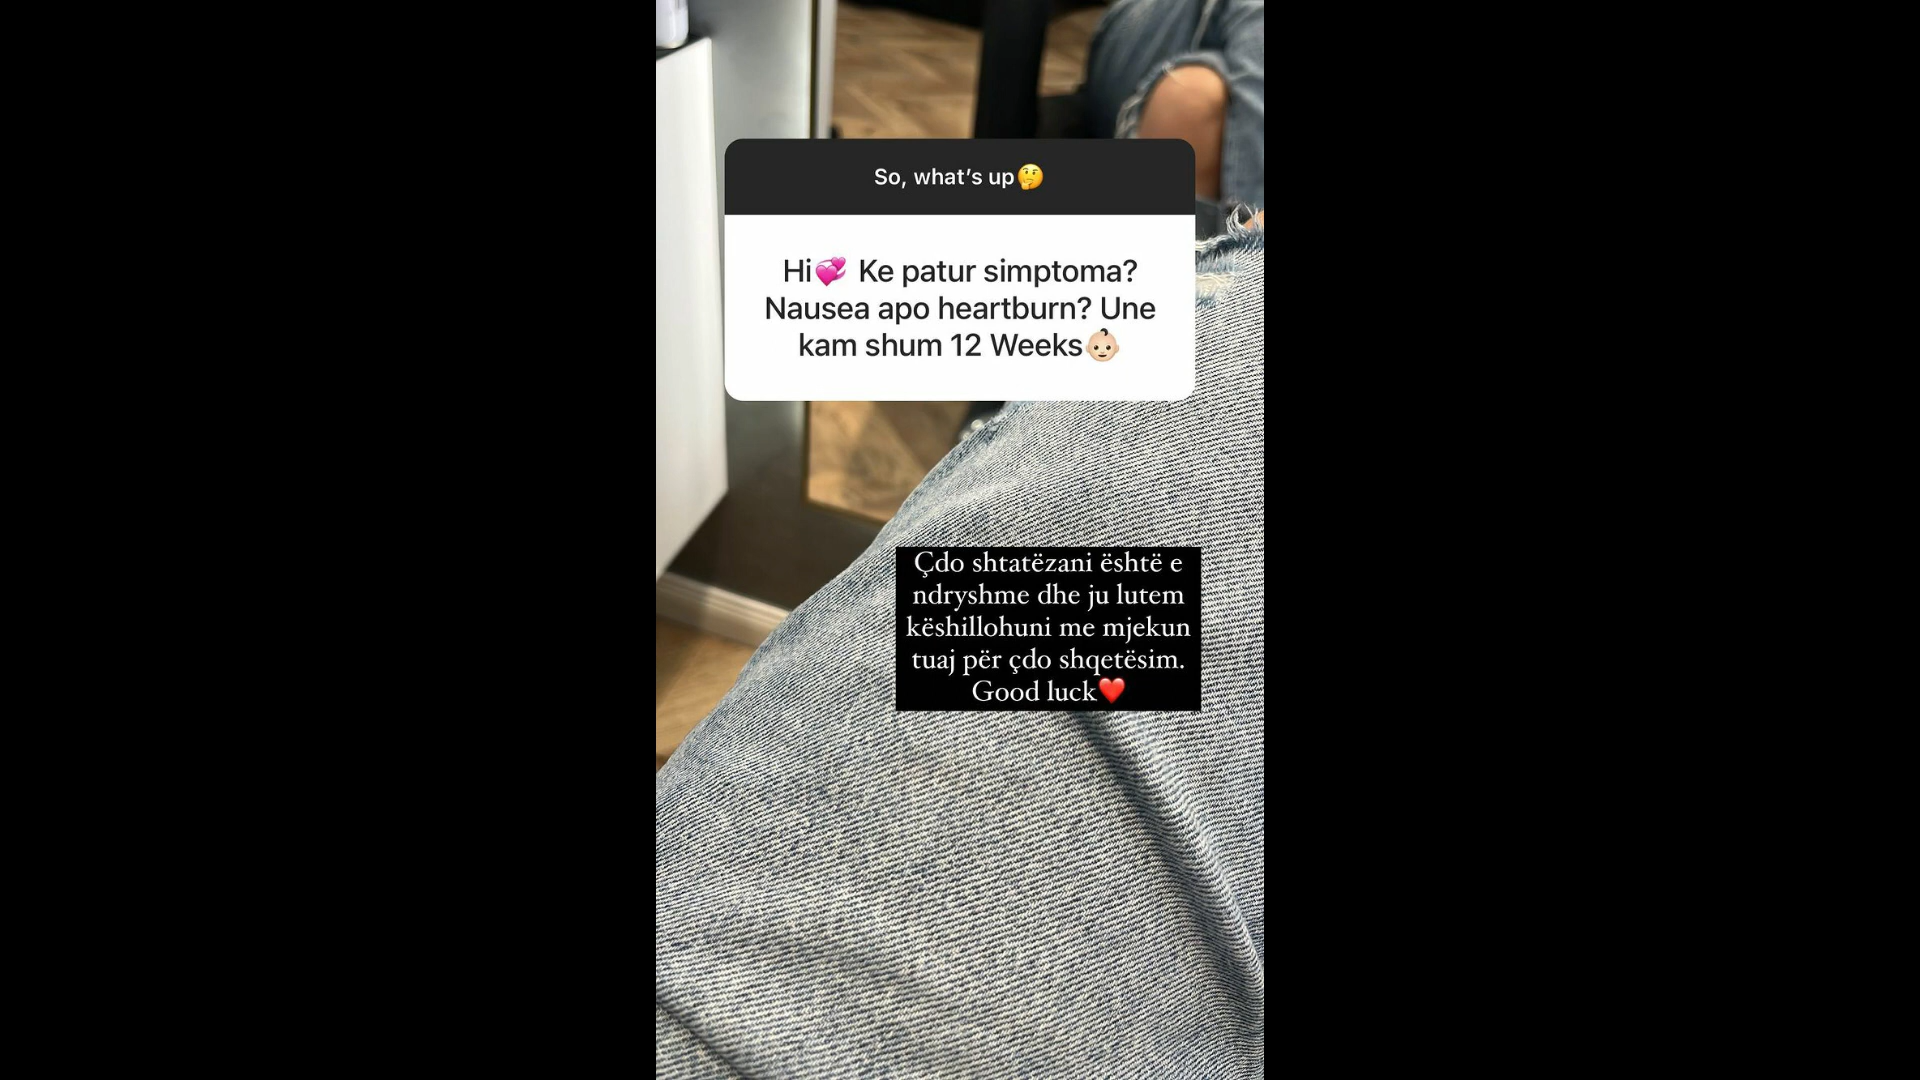 So, what's up🤔
Hi💞 Ke patur simptoma?
Nausea apo heartburn? Une
kam shum 12 Weeks👶🏻
Çdo shtatëzani është e
ndryshme dhe ju lutem
këshillohuni me mjekun
tuaj për çdo shqetësim.
Good luck❤️